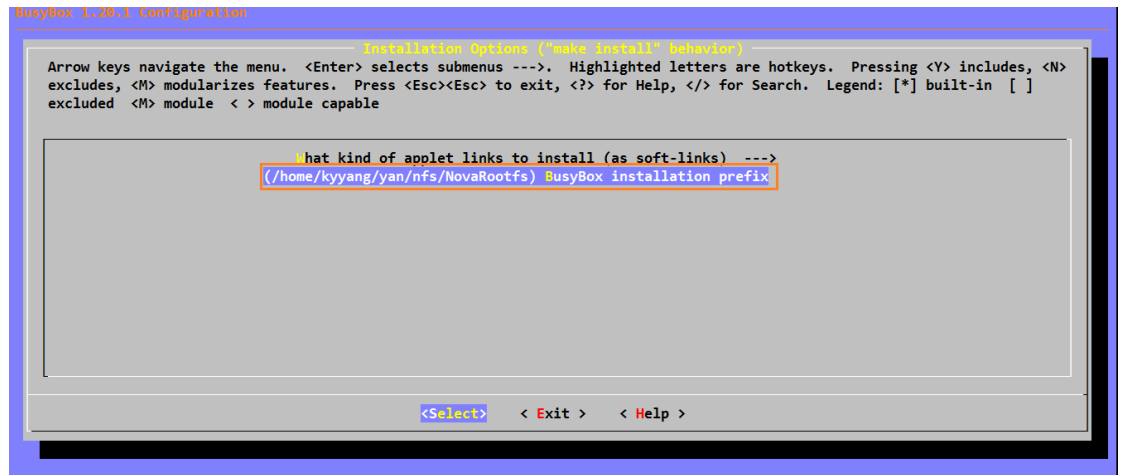 BusyBox 1.20.1 Configuration
Installation Options ("make install" behavior)
Arrow keys navigate the menu.  <Enter> selects submenus --->.  Highlighted letters are hotkeys.  Pressing <Y> includes, <N>
excludes, <M> modularizes features.  Press <Esc><Esc> to exit, <?> for Help, </> for Search.  Legend: [*] built-in  [ ]
excluded  <M> module  < > module capable
What kind of applet links to install (as soft-links)  --->
(/home/kyyang/yan/nfs/NovaRootfs) BusyBox installation prefix
<Select>    < Exit >    < Help >